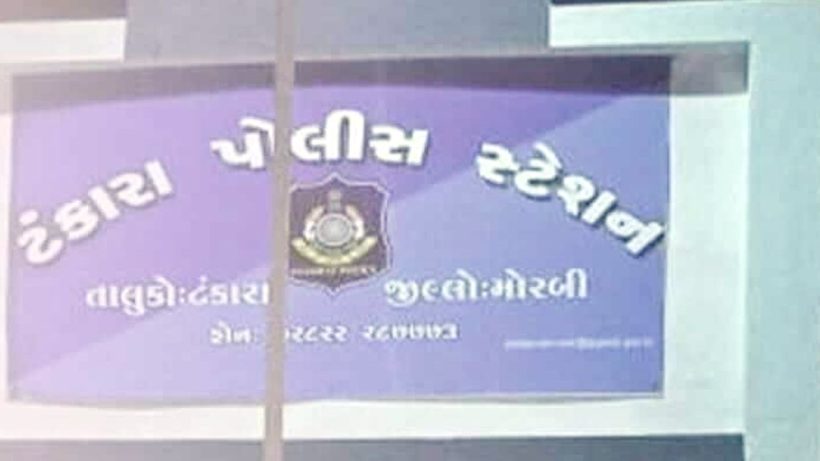 ટંકારા પોલીસ સ્ટેશન
તાલુકો:ટંકારા જીલ્લો:મોરબી
ફોન: